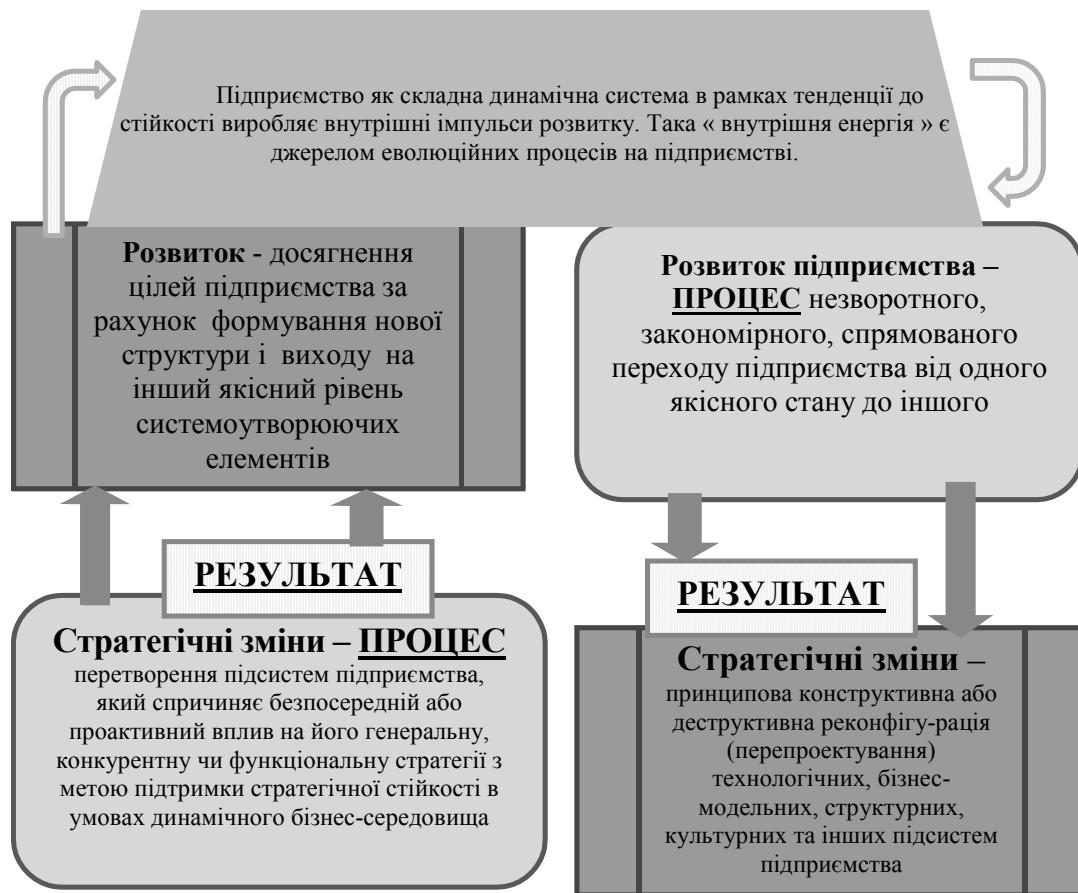 Підприємство як складна динамічна система в рамках тенденції до
стійкості виробляє внутрішні імпульси розвитку. Така « внутрішня енергія » є
джерелом еволюційних процесів на підприємстві.
Розвиток - досягнення
цілей підприємства за
рахунок формування нової
структури і виходу на
інший якісний рівень
системоутворюючих
елементів
РЕЗУЛЬТАТ
Стратегічні зміни – ПРОЦЕС
перетворення підсистем підприємства,
який спричиняє безпосередній або
проактивний вплив на його генеральну,
конкурентну чи функціональну стратегії з
метою підтримки стратегічної стійкості в
умовах динамічного бізнес-середовища
Розвиток підприємства –
ПРОЦЕС незворотного,
закономірного, спрямованого
переходу підприємства від одного
якісного стану до іншого
РЕЗУЛЬТАТ
Стратегічні зміни –
принципова конструктивна або
деструктивна реконфігу-рація
(перепроектування)
технологічних, бізнес-
модельних, структурних,
культурних та інших підсистем
підприємства